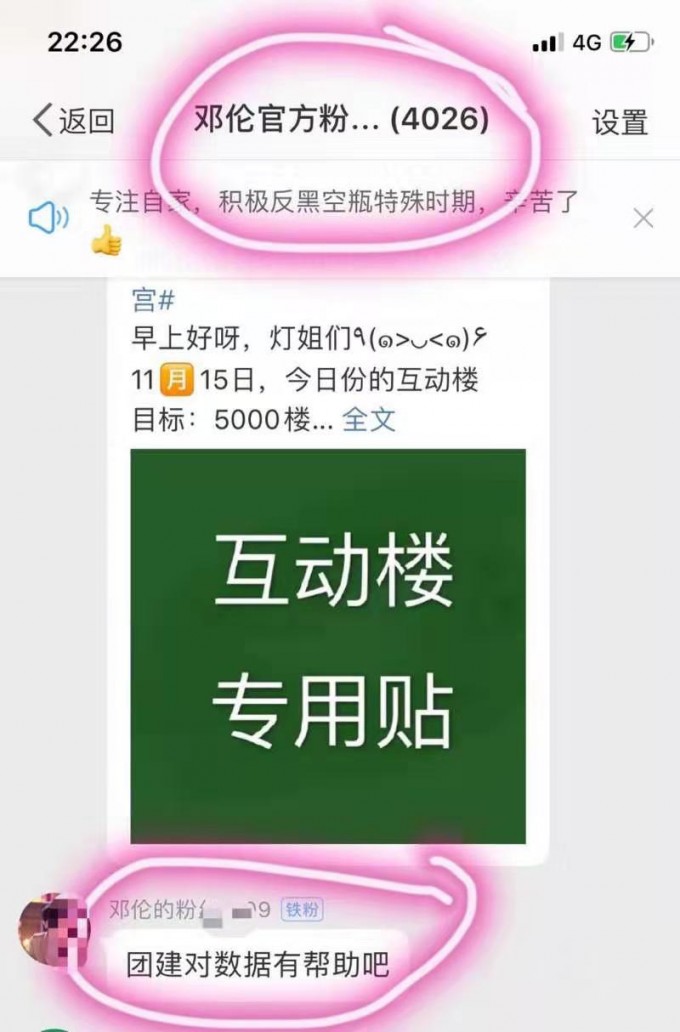 22:26
4G
返回
邓伦官方粉... (4026)
设置
专注自家，积极反黑空瓶特殊时期，辛苦了
👍
宫#
早上好呀，灯姐们٩(๑>◡<๑)۶
11🈷️15日，今日份的互动楼
目标：5000楼... 全文
互动楼
专用贴
邓伦的粉
9
铁粉
团建对数据有帮助吧